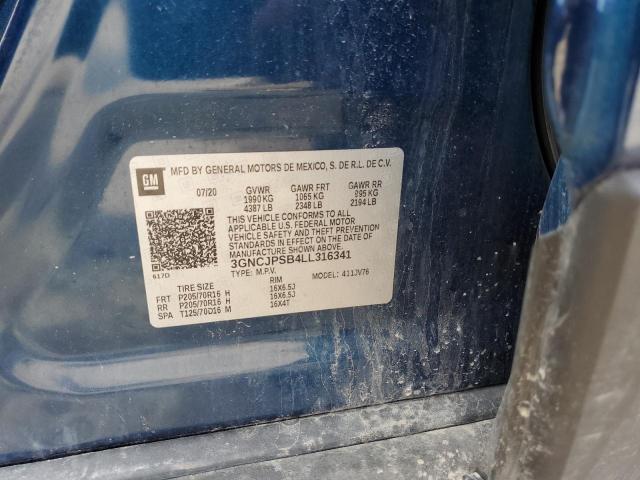 GM
MFD BY GENERAL MOTORS DE MEXICO, S. DE R.L. DE C.V.
07/20 GVWR GAWR FRT GAWR RR
1990 KG 1065 KG 995 KG
4387 LB 2348 LB 2194 LB
THIS VEHICLE CONFORMS TO ALL
APPLICABLE U.S. FEDERAL MOTOR
VEHICLE SAFETY AND THEFT
PREVENTION STANDARDS IN EFFECT
ON THE DATE OF
MANUFACTURE SHOWN ABOVE.
3GNCJPSB4LL316341
617D TYPE: M.P.V. MODEL: 411JV76
TIRE SIZE RIM
FRT P205/70R16 H 16X6.5J
RR P205/70R16 H 16X6.5J
SPA T125/70D16 M 16X4T